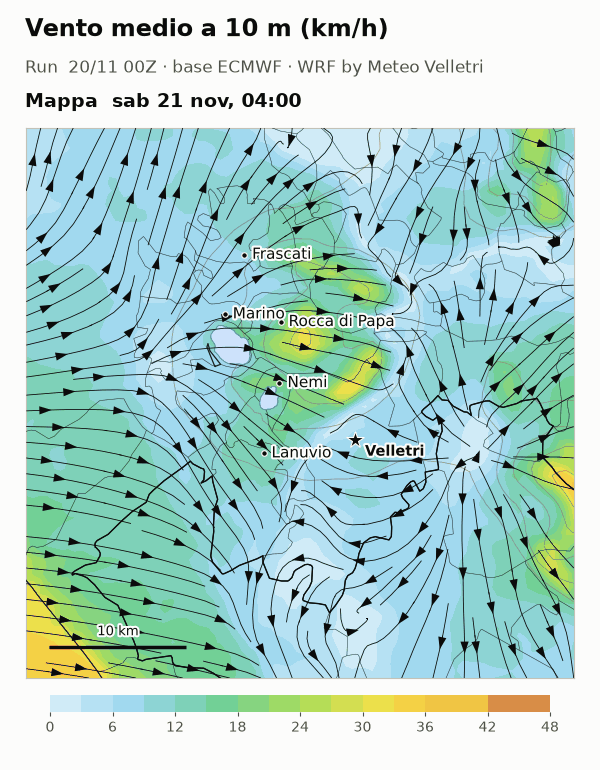 Vento medio a 10 m (km/h)
Run  20/11 00Z · base ECMWF · WRF by Meteo Velletri
Mappa  sab 21 nov, 04:00
Frascati
Marino
Rocca di Papa
Nemi
Velletri
Lanuvio
10 km
0 6 12 18 24 30 36 42 48